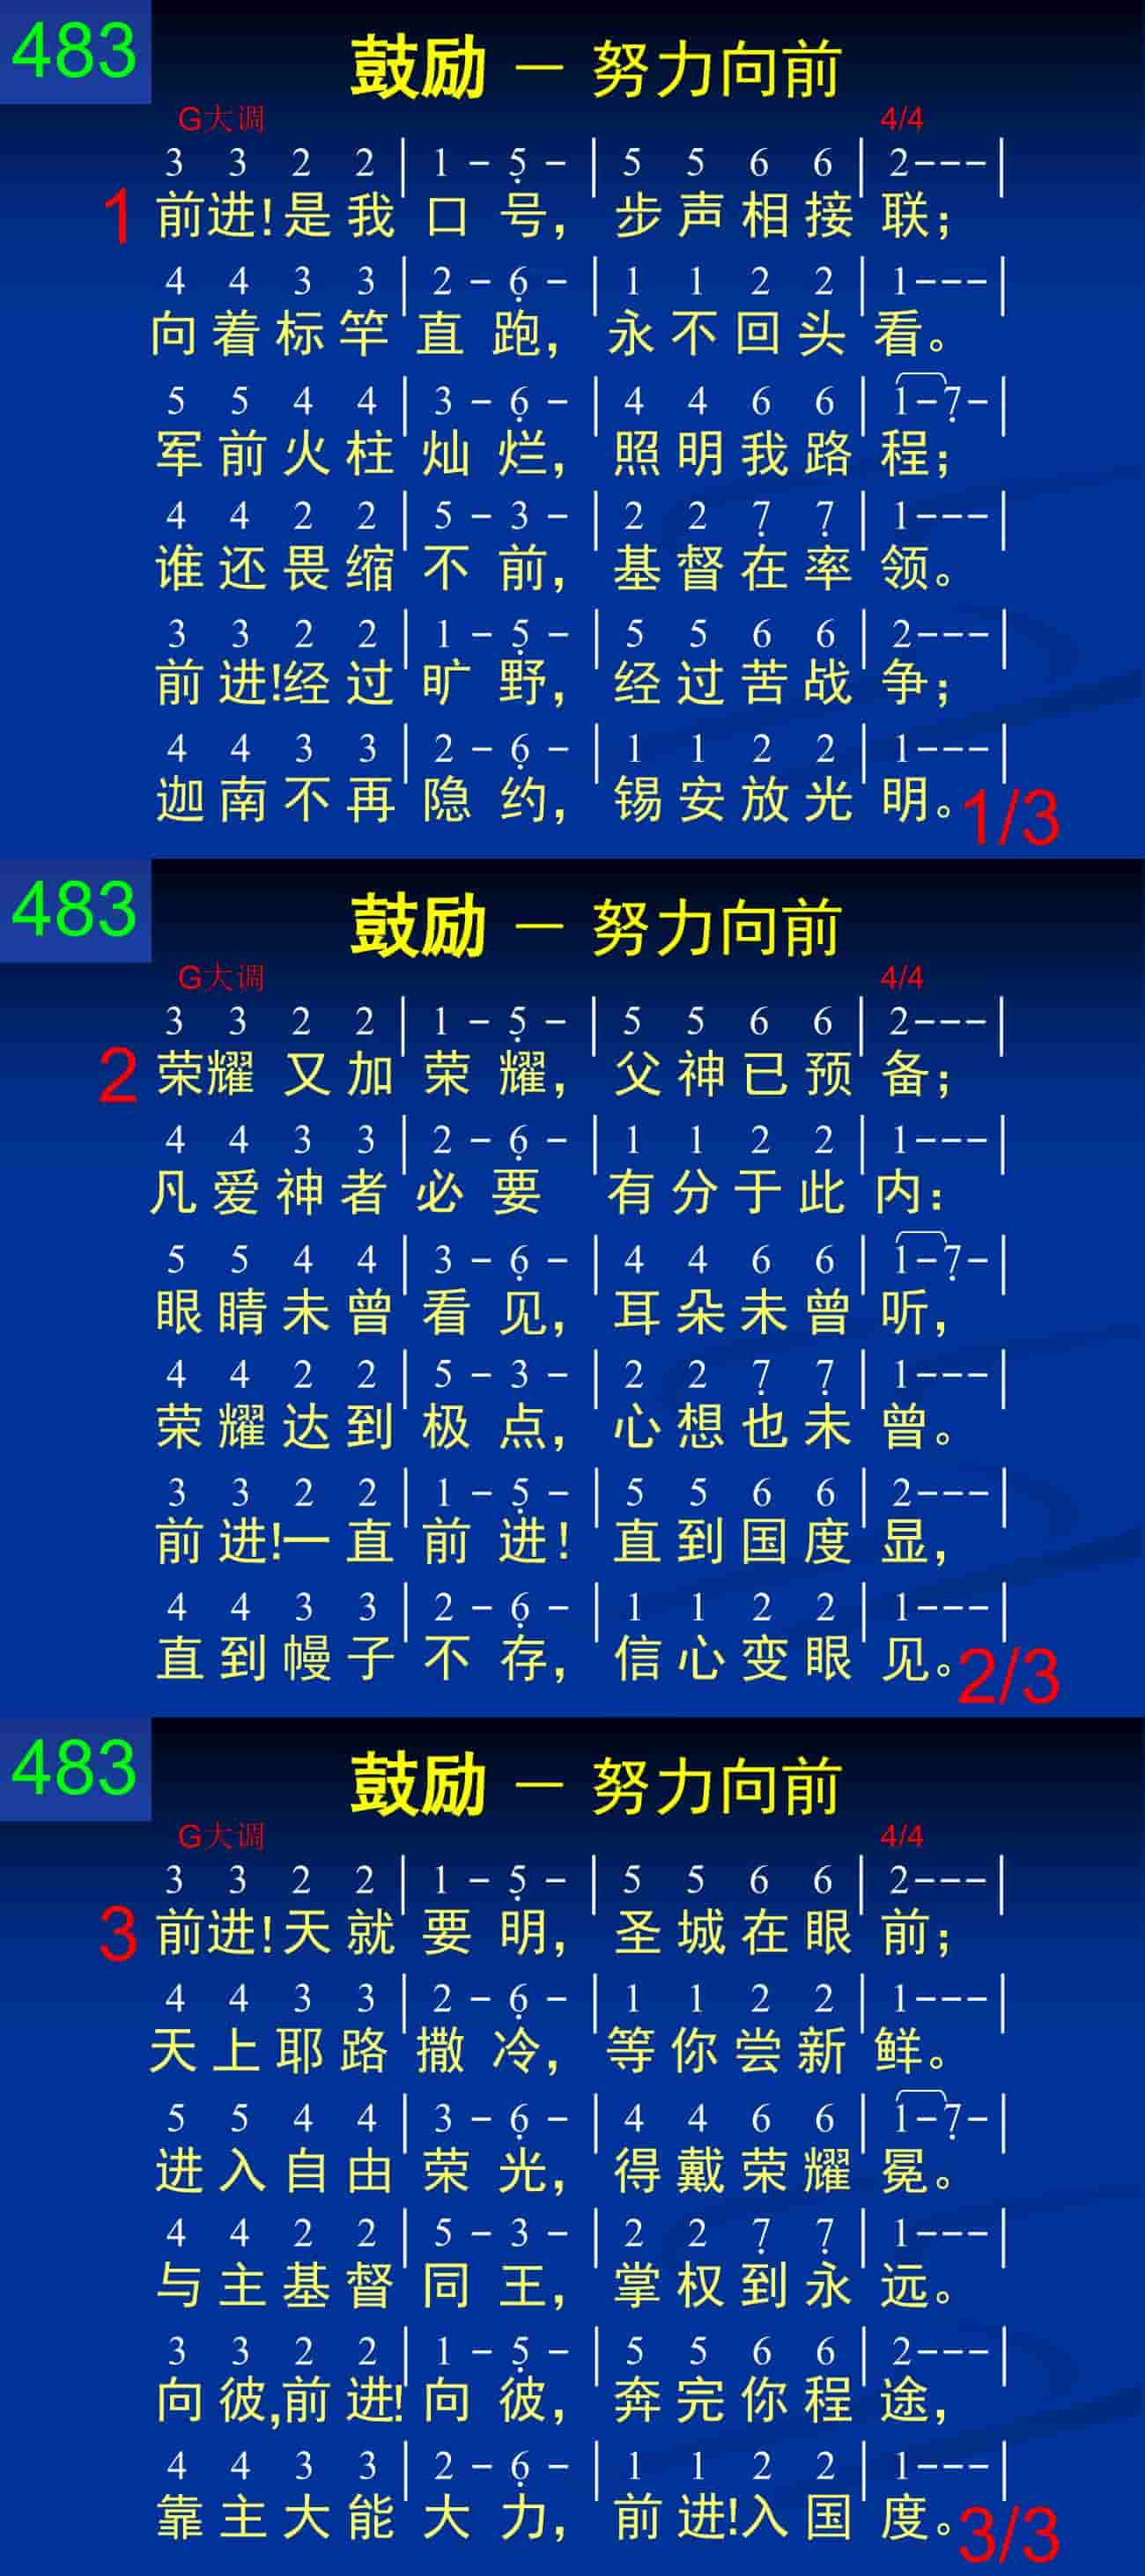 483
鼓励 — 努力向前
G大调 4/4
3 3 2 2 | 1 - 5̣ - | 5 5 6 6 | 2--- |
1 前进!是我 口 号， 步声相接 联；
4 4 3 3 | 2 - 6̣ - | 1 1 2 2 | 1--- |
向着标竿 直 跑， 永不回头 看。
5 5 4 4 | 3 - 6̣ - | 4 4 6 6 | 1-7̣- |
军前火柱 灿 烂， 照明我路 程；
4 4 2 2 | 5 - 3 - | 2 2 7̣ 7̣ | 1--- |
谁还畏缩 不 前， 基督在率 领。
3 3 2 2 | 1 - 5̣ - | 5 5 6 6 | 2--- |
前进!经过 旷 野， 经过苦战 争；
4 4 3 3 | 2 - 6̣ - | 1 1 2 2 | 1--- |
迦南不再 隐 约， 锡安放光 明。
1/3
483
鼓励 — 努力向前
G大调 4/4
3 3 2 2 | 1 - 5̣ - | 5 5 6 6 | 2--- |
2 荣耀又加 荣 耀， 父神已预 备；
4 4 3 3 | 2 - 6̣ - | 1 1 2 2 | 1--- |
凡爱神者 必 要 有分于此 内：
5 5 4 4 | 3 - 6̣ - | 4 4 6 6 | 1-7̣- |
眼睛未曾 看 见， 耳朵未曾 听，
4 4 2 2 | 5 - 3 - | 2 2 7̣ 7̣ | 1--- |
荣耀达到 极 点， 心想也未 曾。
3 3 2 2 | 1 - 5̣ - | 5 5 6 6 | 2--- |
前进!一直 前 进！ 直到国度 显，
4 4 3 3 | 2 - 6̣ - | 1 1 2 2 | 1--- |
直到幔子 不 存， 信心变眼 见。
2/3
483
鼓励 — 努力向前
G大调 4/4
3 3 2 2 | 1 - 5̣ - | 5 5 6 6 | 2--- |
3 前进!天就 要 明， 圣城在眼 前；
4 4 3 3 | 2 - 6̣ - | 1 1 2 2 | 1--- |
天上耶路 撒 冷， 等你尝新 鲜。
5 5 4 4 | 3 - 6̣ - | 4 4 6 6 | 1-7̣- |
进入自由 荣 光， 得戴荣耀 冕。
4 4 2 2 | 5 - 3 - | 2 2 7̣ 7̣ | 1--- |
与主基督 同 王， 掌权到永 远。
3 3 2 2 | 1 - 5̣ - | 5 5 6 6 | 2--- |
向彼,前进! 向 彼， 奔完你程 途，
4 4 3 3 | 2 - 6̣ - | 1 1 2 2 | 1--- |
靠主大能 大 力， 前进!入国 度。
3/3